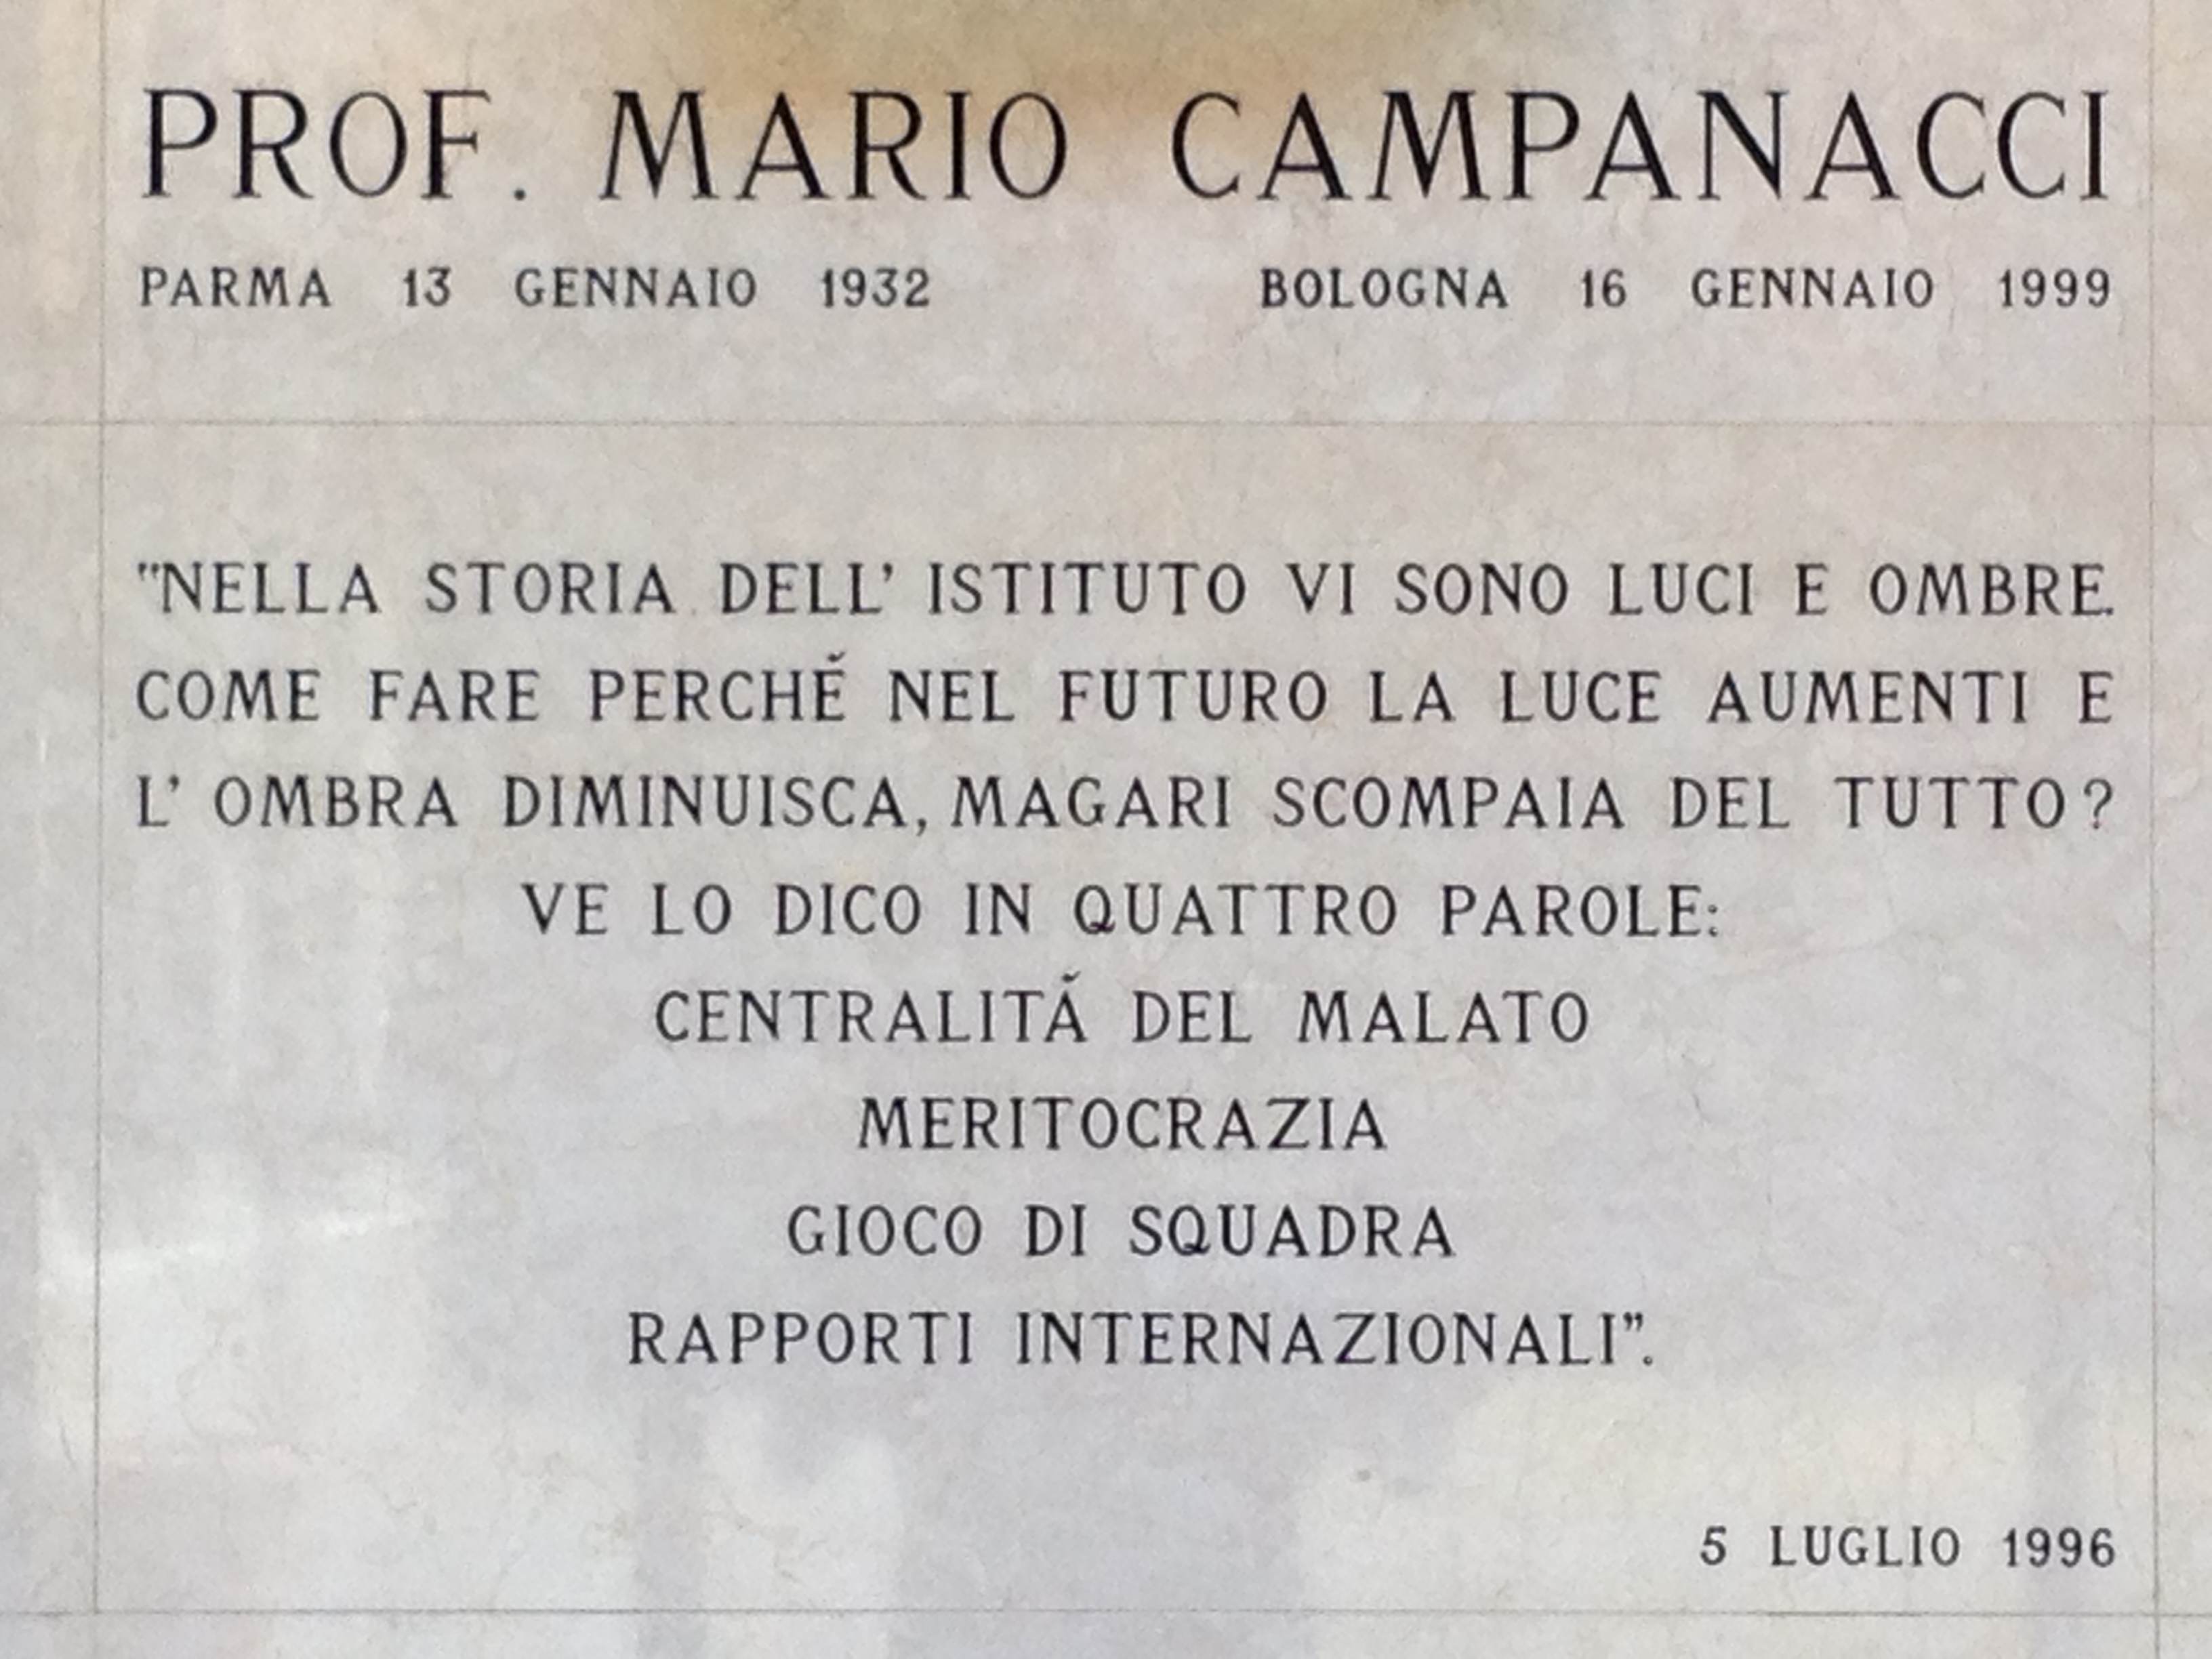 PROF. MARIO CAMPANACCI
PARMA 13 GENNAIO 1932 BOLOGNA 16 GENNAIO 1999
"NELLA STORIA DELL' ISTITUTO VI SONO LUCI E OMBRE.
COME FARE PERCHÉ NEL FUTURO LA LUCE AUMENTI E
L' OMBRA DIMINUISCA, MAGARI SCOMPAIA DEL TUTTO?
VE LO DICO IN QUATTRO PAROLE:
CENTRALITÁ DEL MALATO
MERITOCRAZIA
GIOCO DI SQUADRA
RAPPORTI INTERNAZIONALI”.
5 LUGLIO 1996